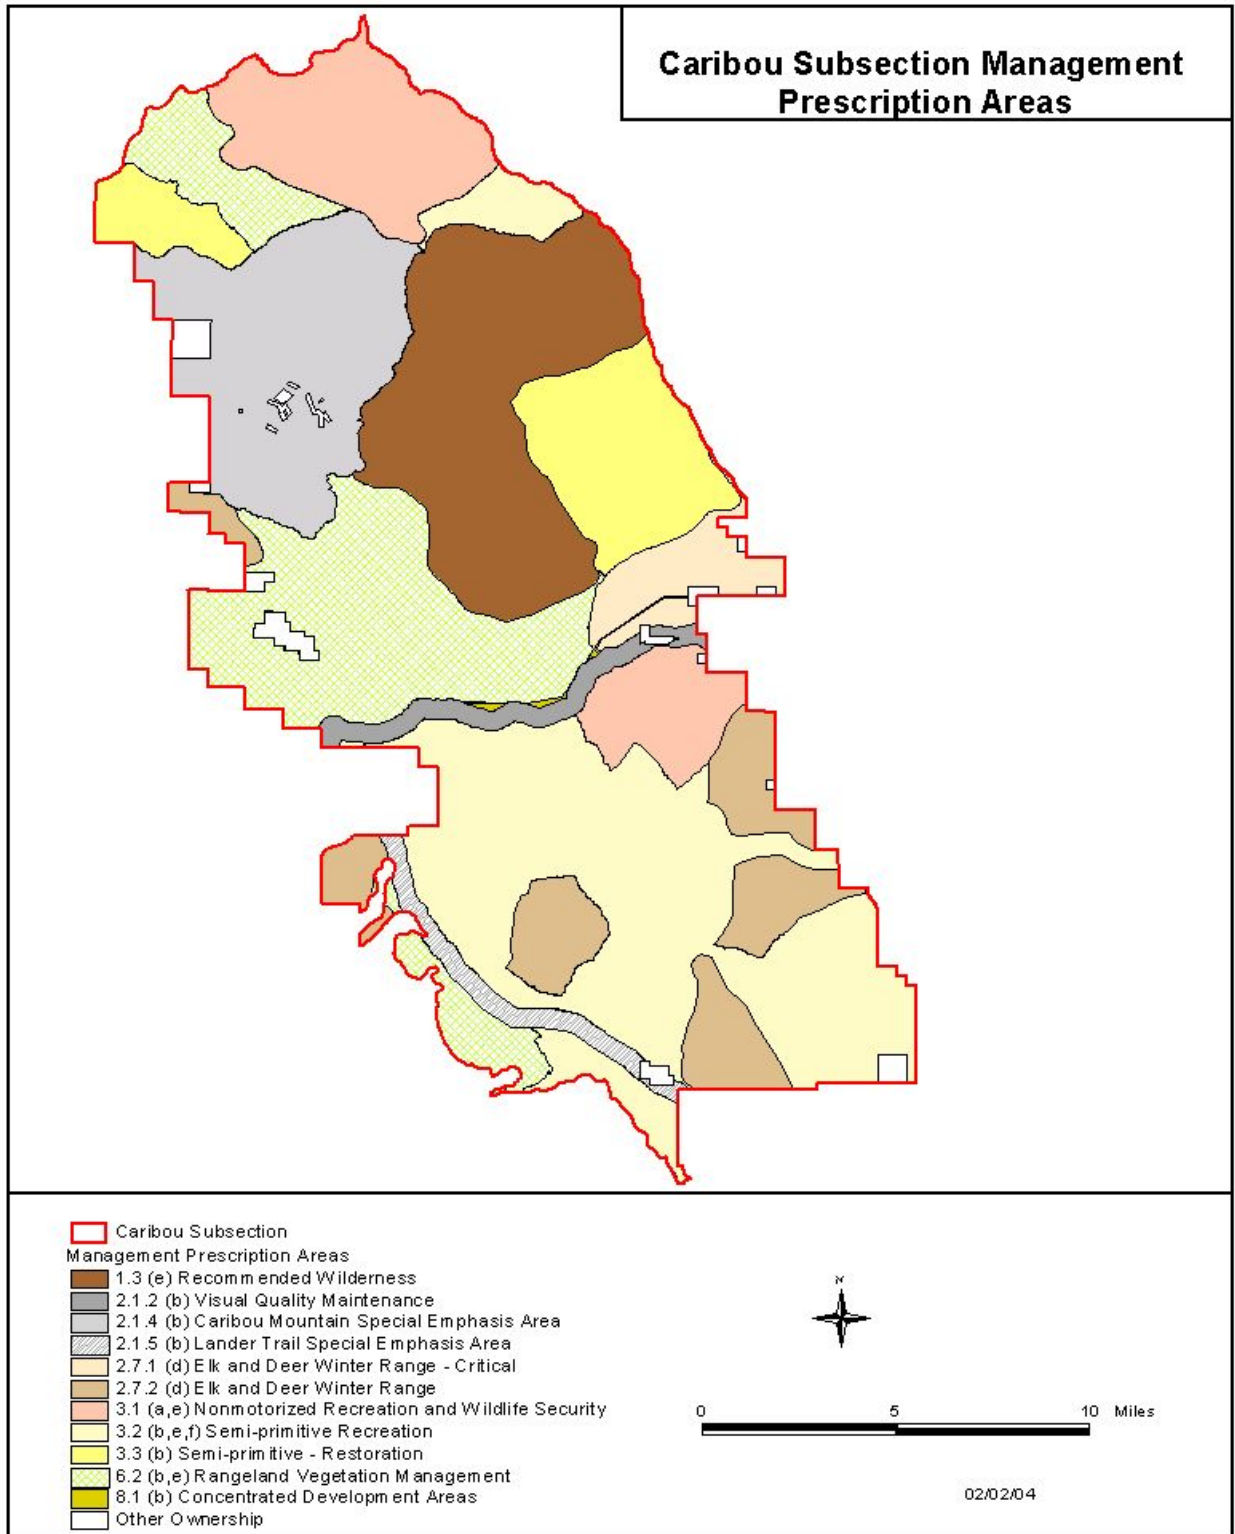 Caribou Subsection Management
Prescription Areas
Caribou Subsection
Management Prescription Areas
1.3 (e) Recommended Wilderness
2.1.2 (b) Visual Quality Maintenance
2.1.4 (b) Caribou Mountain Special Emphasis Area
2.1.5 (b) Lander Trail Special Emphasis Area
2.7.1 (d) Elk and Deer Winter Range - Critical
2.7.2 (d) Elk and Deer Winter Range
3.1 (a,e) Nonmotorized Recreation and Wildlife Security
3.2 (b,e,f) Semi-primitive Recreation
3.3 (b) Semi-primitive - Restoration
6.2 (b,e) Rangeland Vegetation Management
8.1 (b) Concentrated Development Areas
Other Ownership
N
0 5 10 Miles
02/02/04